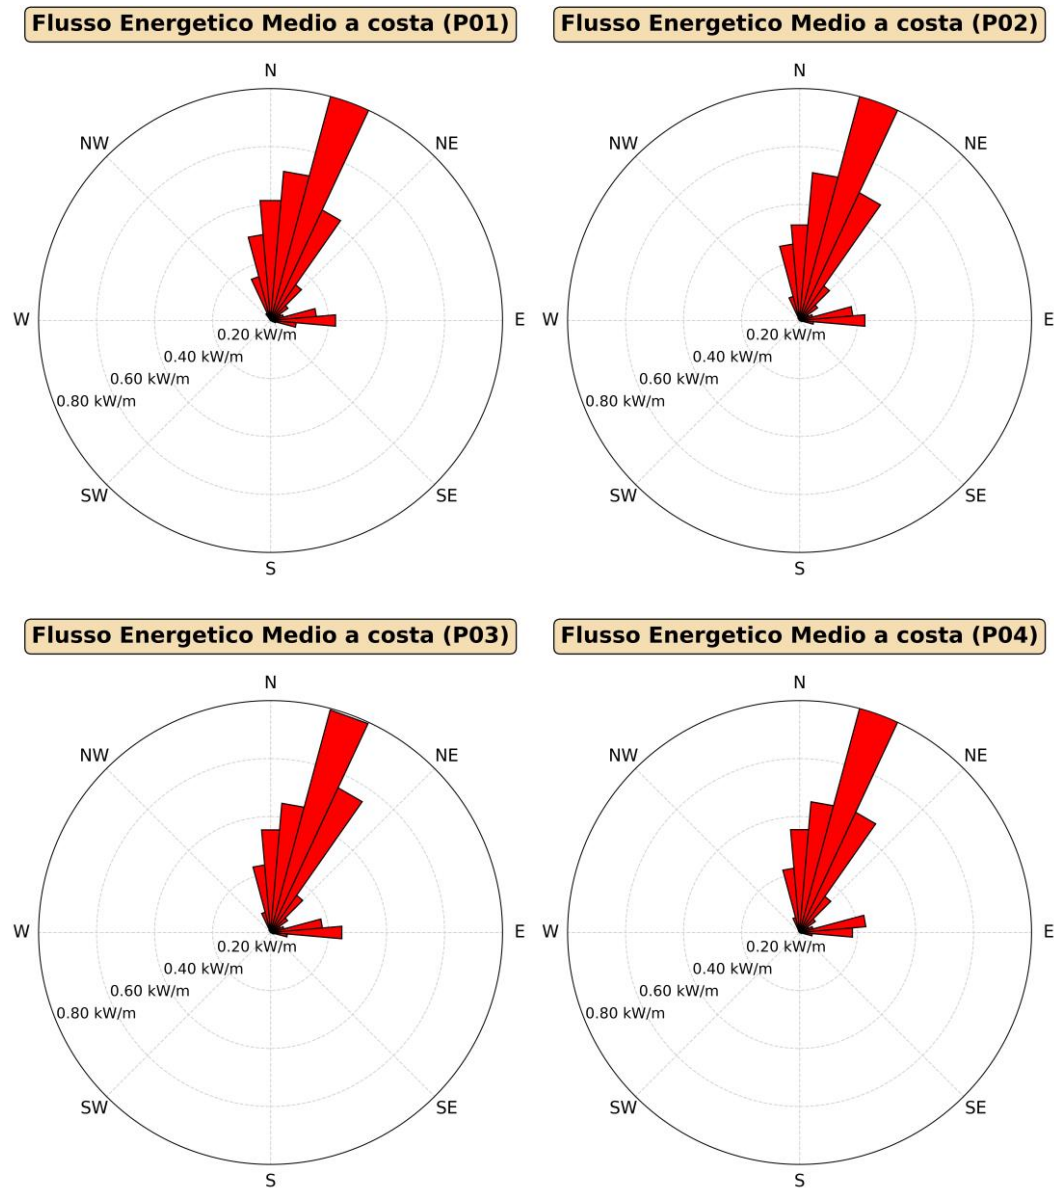 Flusso Energetico Medio a costa (P01)
N
NW
NE
W
E
0.20 kW/m
0.40 kW/m
0.60 kW/m
0.80 kW/m
SW
SE
S
Flusso Energetico Medio a costa (P02)
N
NW
NE
W
E
0.20 kW/m
0.40 kW/m
0.60 kW/m
0.80 kW/m
SW
SE
S
Flusso Energetico Medio a costa (P03)
N
NW
NE
W
E
0.20 kW/m
0.40 kW/m
0.60 kW/m
0.80 kW/m
SW
SE
S
Flusso Energetico Medio a costa (P04)
N
NW
NE
W
E
0.20 kW/m
0.40 kW/m
0.60 kW/m
0.80 kW/m
SW
SE
S